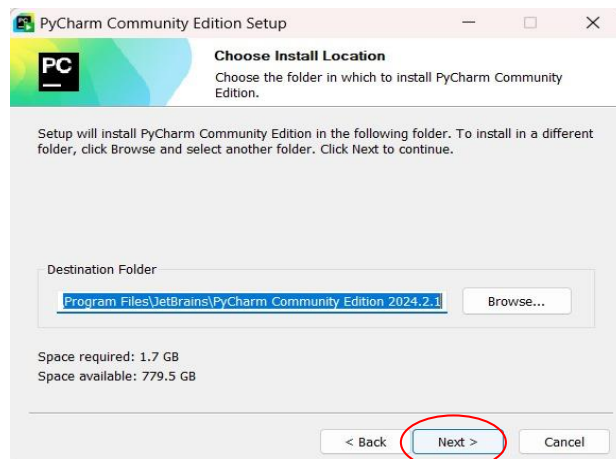 PyCharm Community Edition Setup
PC
Choose Install Location
Choose the folder in which to install PyCharm Community
Edition.
Setup will install PyCharm Community Edition in the following folder. To install in a different
folder, click Browse and select another folder. Click Next to continue.
Destination Folder
Program Files\JetBrains\PyCharm Community Edition 2024.2.1
Browse...
Space required: 1.7 GB
Space available: 779.5 GB
< Back
Next >
Cancel